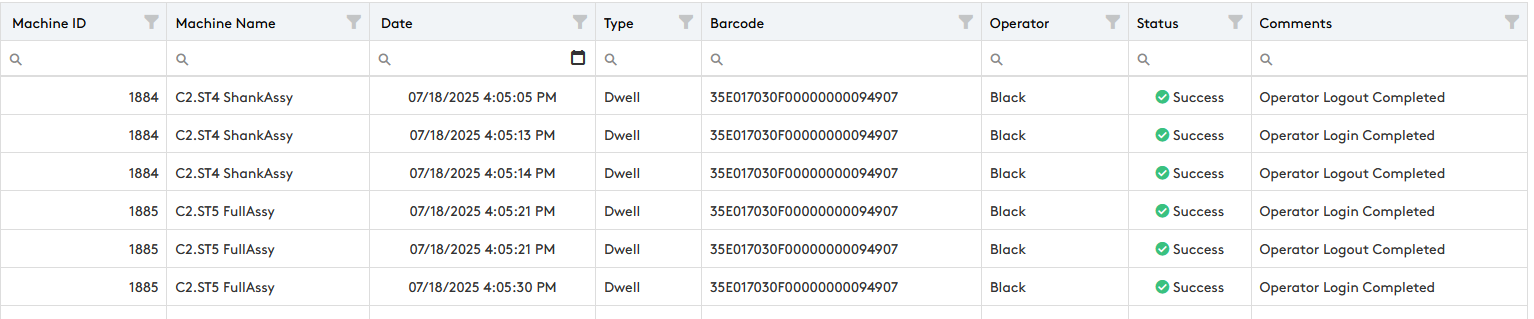 Machine ID Machine Name Date Type Barcode Operator Status Comments
1884 C2.ST4 ShankAssy 07/18/2025 4:05:05 PM Dwell 35E017030F00000000094907 Black Success Operator Logout Completed
1884 C2.ST4 ShankAssy 07/18/2025 4:05:13 PM Dwell 35E017030F00000000094907 Black Success Operator Login Completed
1884 C2.ST4 ShankAssy 07/18/2025 4:05:14 PM Dwell 35E017030F00000000094907 Black Success Operator Logout Completed
1885 C2.ST5 FullAssy 07/18/2025 4:05:21 PM Dwell 35E017030F00000000094907 Black Success Operator Login Completed
1885 C2.ST5 FullAssy 07/18/2025 4:05:21 PM Dwell 35E017030F00000000094907 Black Success Operator Logout Completed
1885 C2.ST5 FullAssy 07/18/2025 4:05:30 PM Dwell 35E017030F00000000094907 Black Success Operator Login Completed